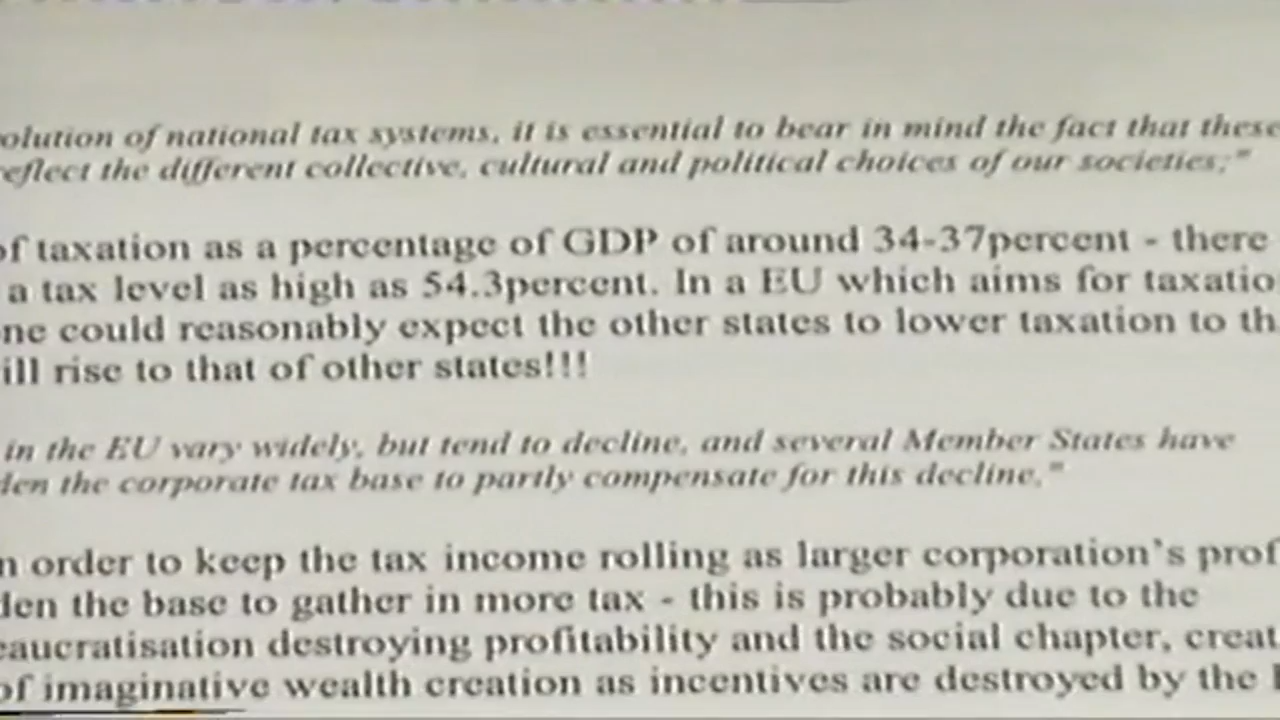 olution of national tax systems, it is essential to bear in mind the fact that these
eflect the different collective, cultural and political choices of our societies;"
of taxation as a percentage of GDP of around 34-37percent - there
a tax level as high as 54.3percent. In a EU which aims for taxatio
ne could reasonably expect the other states to lower taxation to th
ill rise to that of other states!!!
in the EU vary widely, but tend to decline, and several Member States have
den the corporate tax base to partly compensate for this decline,"
n order to keep the tax income rolling as larger corporation's prof
den the base to gather in more tax - this is probably due to the
eaucratisation destroying profitability and the social chapter, creat
of imaginative wealth creation as incentives are destroyed by the